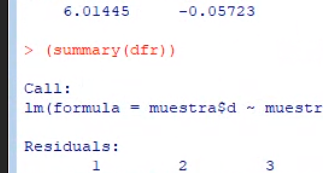 6.01445 -0.05723
> (summary(dfr))
Call:
lm(formula = muestra$d ~ muestr
Residuals:
1 2 3